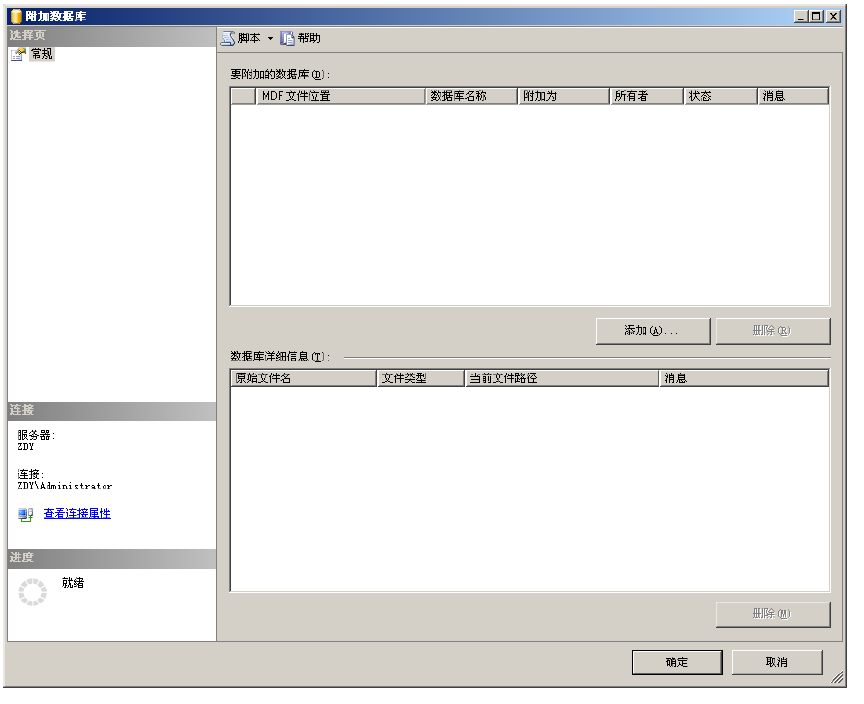 附加数据库
选择页
常规
脚本 帮助
要附加的数据库(D):
MDF 文件位置 数据库名称 附加为 所有者 状态 消息
添加(A)... 删除(R)
数据库详细信息(T):
原始文件名 文件类型 当前文件路径 消息
连接
服务器:
ZDY
连接:
ZDY\Administrator
查看连接属性
进度
就绪
删除(M)
确定 取消